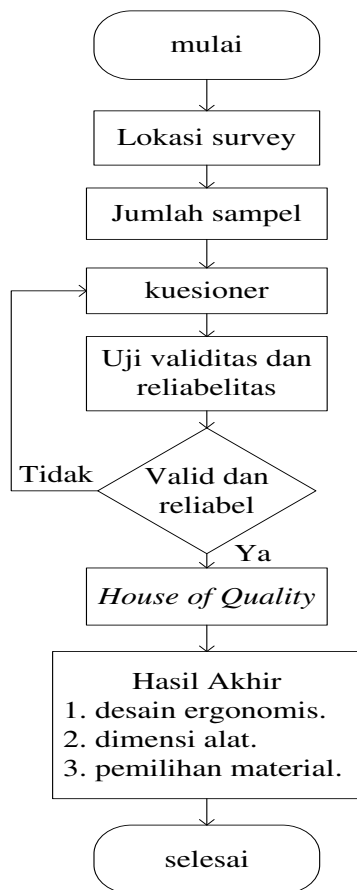 mulai
Lokasi survey
Jumlah sampel
kuesioner
Uji validitas dan
reliabelitas
Tidak
Valid dan
reliabel
Ya
House of Quality
Hasil Akhir
1. desain ergonomis.
2. dimensi alat.
3. pemilihan material.
selesai